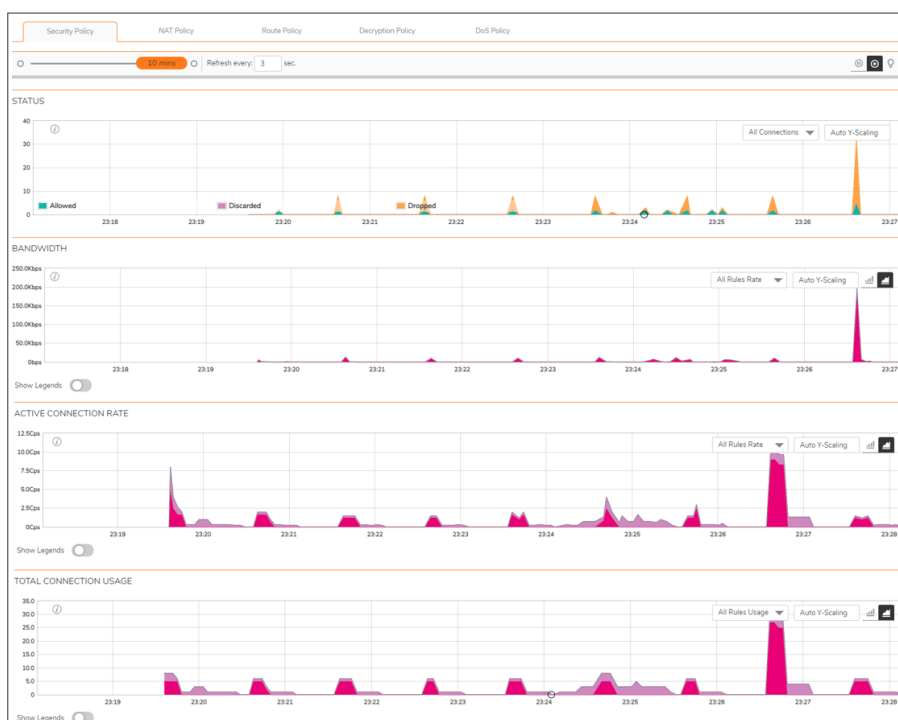 Security Policy NAT Policy Route Policy Decryption Policy DoS Policy
10 mins Refresh every: 3 sec.
STATUS
40
All Connections Auto Y-Scaling
30
20
10
Allowed Discarded Dropped
0
23:18 23:19 23:20 23:21 23:22 23:23 23:24 23:25 23:26 23:27
BANDWIDTH
250.0Kbps
All Rules Rate Auto Y-Scaling
200.0Kbps
150.0Kbps
100.0Kbps
50.0Kbps
0bps
23:18 23:19 23:20 23:21 23:22 23:23 23:24 23:25 23:26 23:27
Show Legends
ACTIVE CONNECTION RATE
12.5Cps
All Rules Rate Auto Y-Scaling
10.0Cps
7.5Cps
5.0Cps
2.5Cps
0Cps
23:19 23:20 23:21 23:22 23:23 23:24 23:25 23:26 23:27 23:28
Show Legends
TOTAL CONNECTION USAGE
35.0
All Rules Usage Auto Y-Scaling
30.0
25.0
20.0
15.0
10.0
5.0
0
23:19 23:20 23:21 23:22 23:23 23:24 23:25 23:26 23:27 23:28
Show Legends